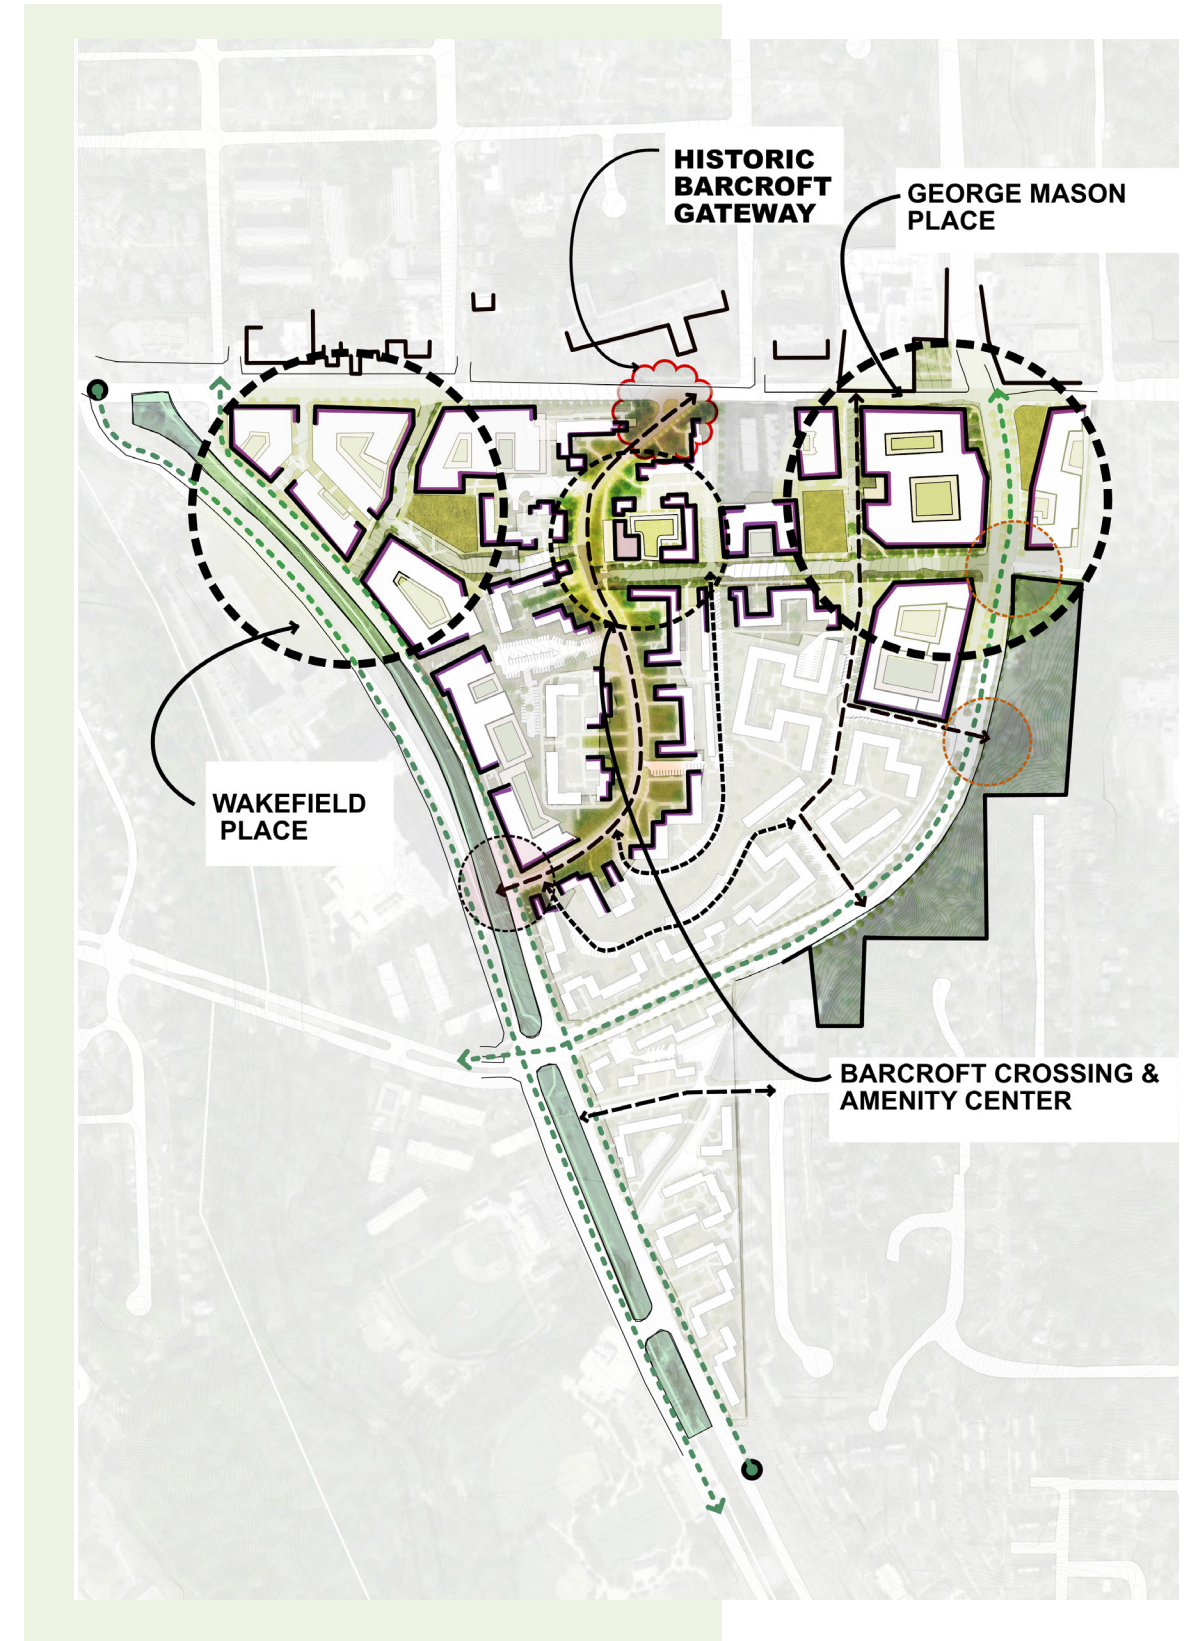 HISTORIC
BARCROFT
GATEWAY
GEORGE MASON
PLACE
WAKEFIELD
PLACE
BARCROFT CROSSING &
AMENITY CENTER